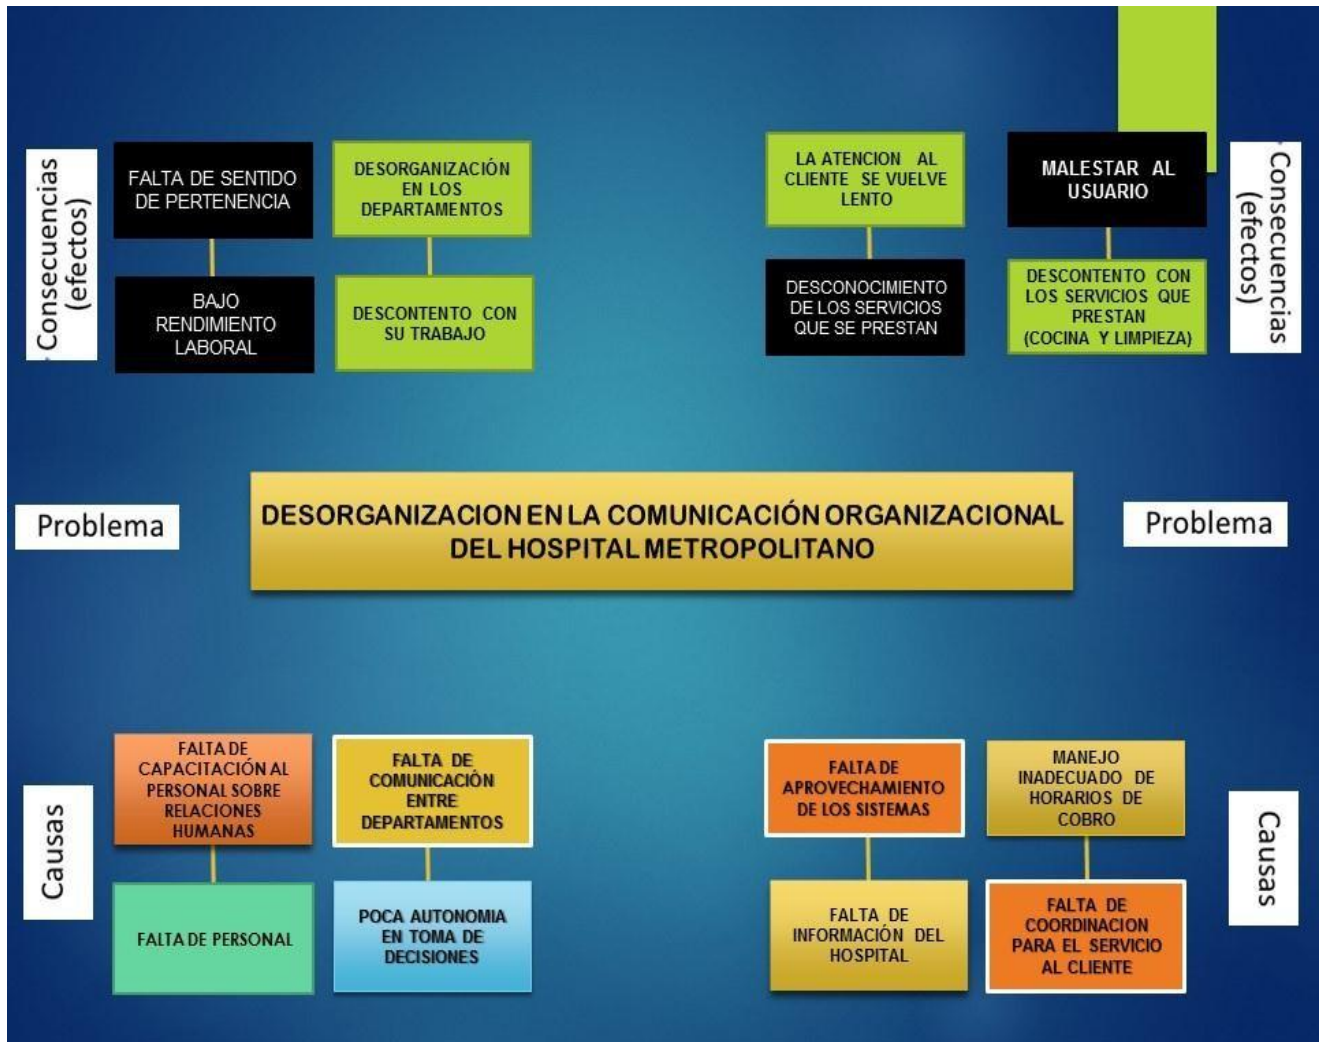 Consecuencias
(efectos)
FALTA DE SENTIDO
DE PERTENENCIA
DESORGANIZACIÓN
EN LOS
DEPARTAMENTOS
LA ATENCION AL
CLIENTE SE VUELVE
LENTO
MALESTAR AL
USUARIO
Consecuencias
(efectos)
BAJO
RENDIMIENTO
LABORAL
DESCONTENTO CON
SU TRABAJO
DESCONOCIMIENTO
DE LOS SERVICIOS
QUE SE PRESTAN
DESCONTENTO CON
LOS SERVICIOS QUE
PRESTAN
(COCINA Y LIMPIEZA)
Problema
DESORGANIZACION EN LA COMUNICACIÓN ORGANIZACIONAL
DEL HOSPITAL METROPOLITANO
Problema
Causas
FALTA DE
CAPACITACIÓN AL
PERSONAL SOBRE
RELACIONES
HUMANAS
FALTA DE
COMUNICACIÓN
ENTRE
DEPARTAMENTOS
FALTA DE
APROVECHAMIENTO
DE LOS SISTEMAS
MANEJO
INADECUADO DE
HORARIOS DE
COBRO
Causas
FALTA DE PERSONAL
POCA AUTONOMIA
EN TOMA DE
DECISIONES
FALTA DE
INFORMACIÓN DEL
HOSPITAL
FALTA DE
COORDINACION
PARA EL SERVICIO
AL CLIENTE